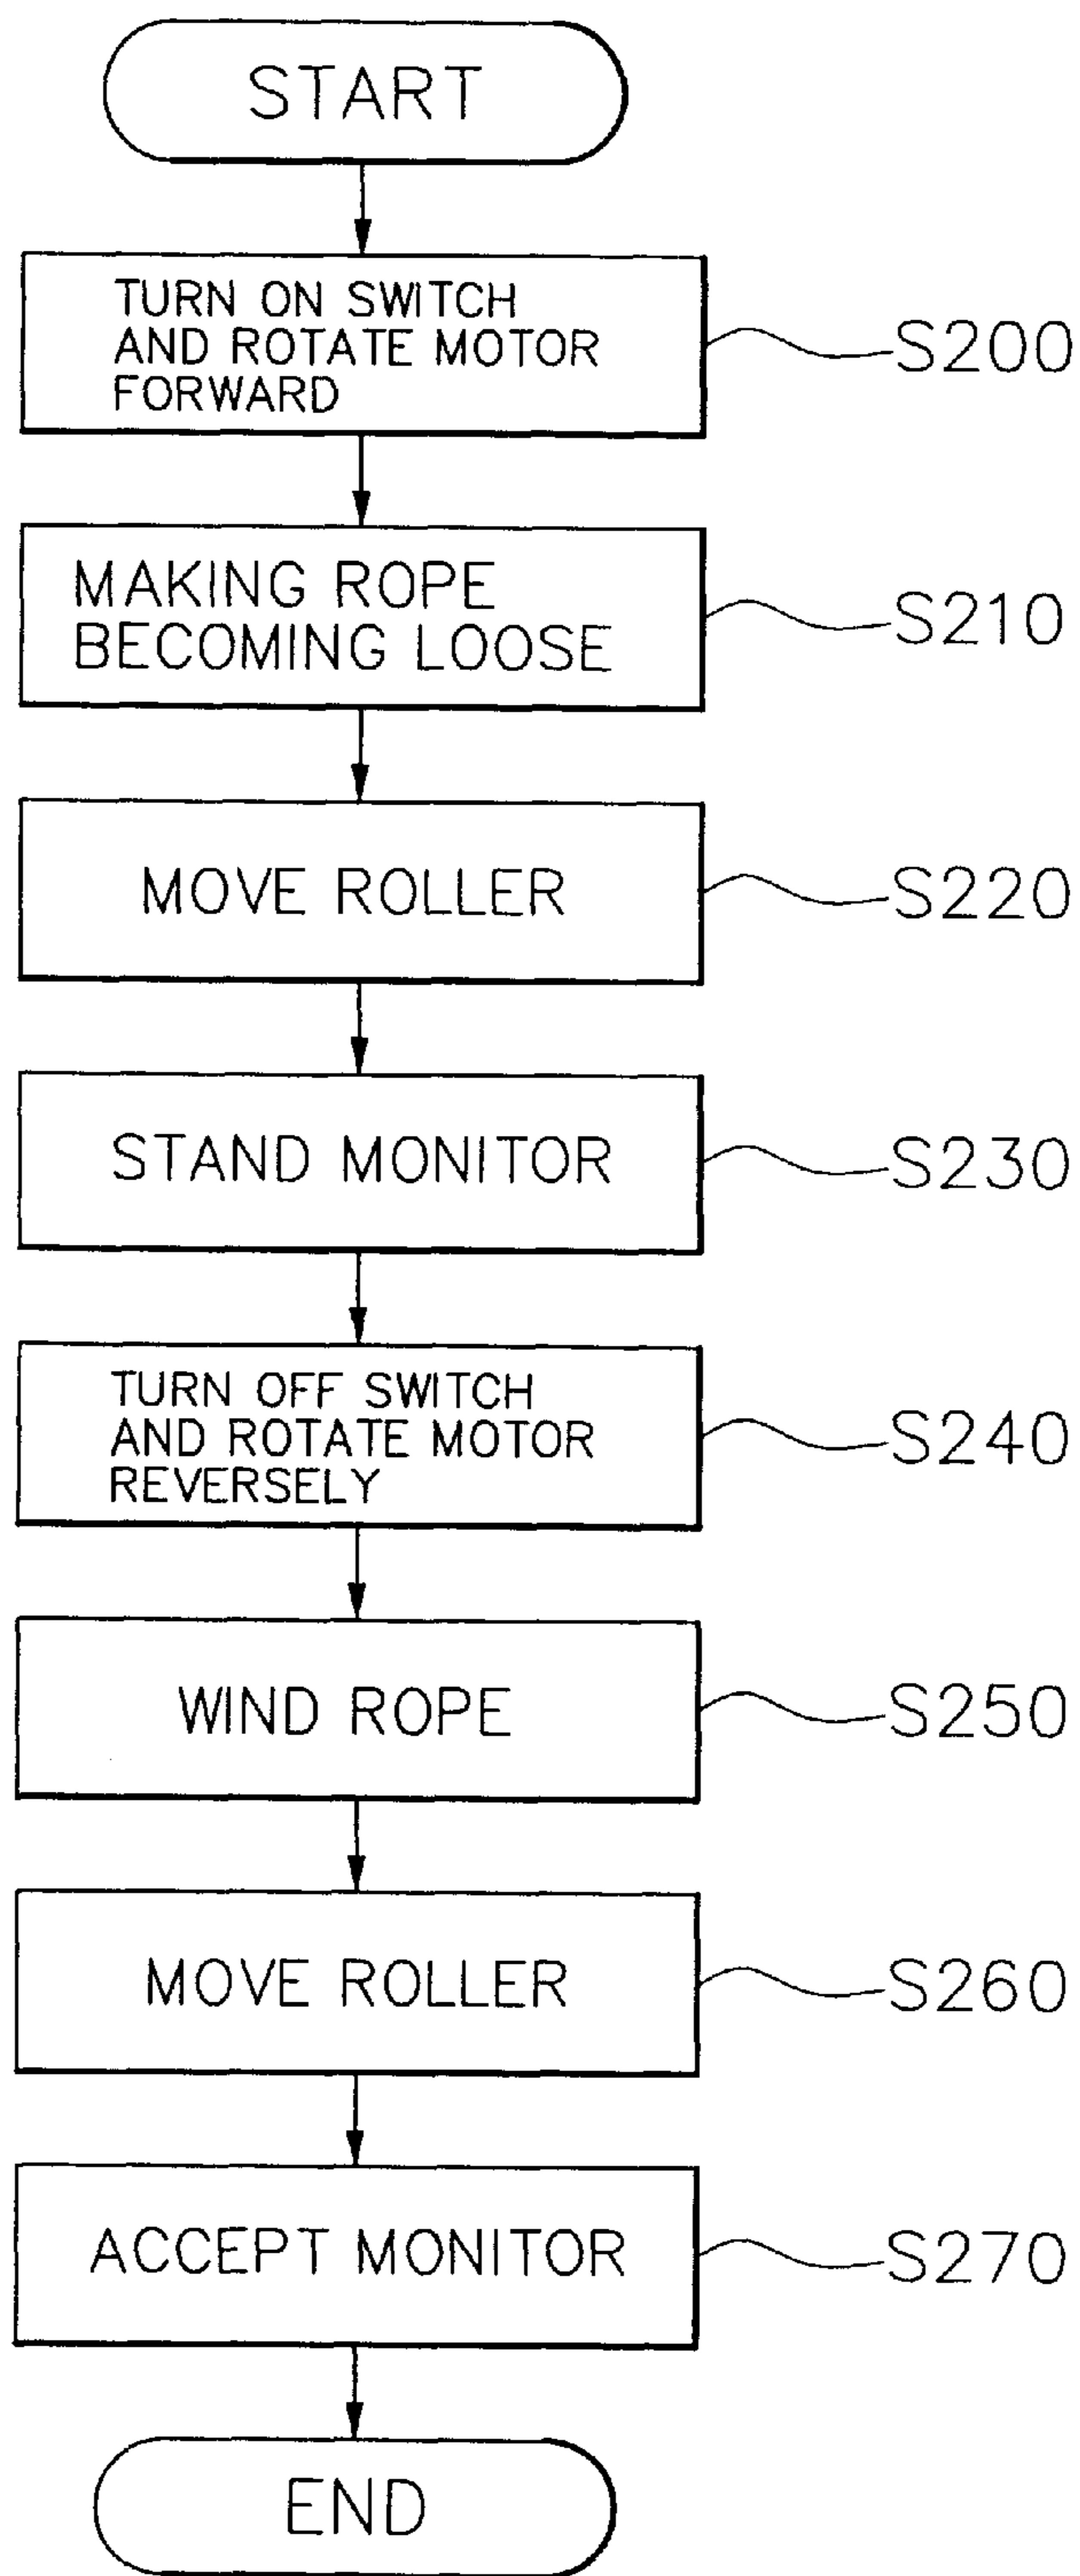 START
TURN ON SWITCH
AND ROTATE MOTOR
FORWARD
S200
MAKING ROPE
BECOMING LOOSE
S210
MOVE ROLLER
S220
STAND MONITOR
S230
TURN OFF SWITCH
AND ROTATE MOTOR
REVERSELY
S240
WIND ROPE
S250
MOVE ROLLER
S260
ACCEPT MONITOR
S270
END